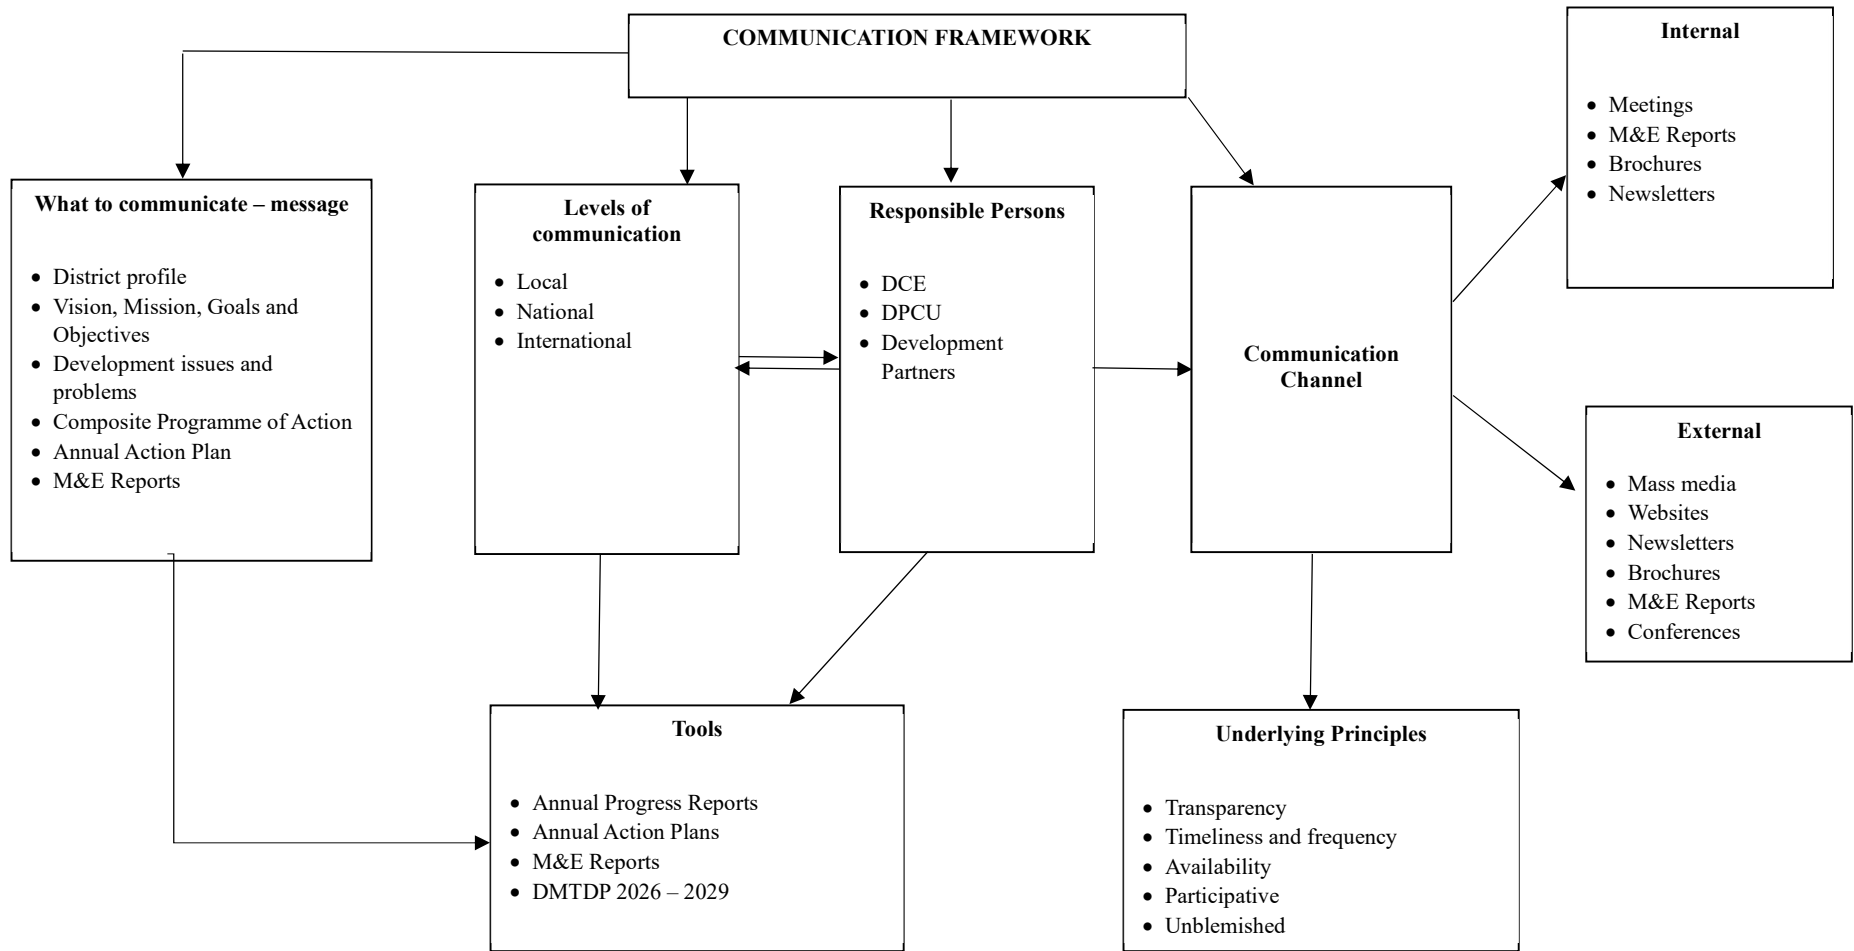 COMMUNICATION FRAMEWORK
Internal
• Meetings
• M&E Reports
• Brochures
• Newsletters
What to communicate – message
• District profile
• Vision, Mission, Goals and
Objectives
• Development issues and
problems
• Composite Programme of Action
• Annual Action Plan
• M&E Reports
Levels of
communication
• Local
• National
• International
Responsible Persons
• DCE
• DPCU
• Development
Partners
Communication
Channel
External
• Mass media
• Websites
• Newsletters
• Brochures
• M&E Reports
• Conferences
Tools
• Annual Progress Reports
• Annual Action Plans
• M&E Reports
• DMTDP 2026 – 2029
Underlying Principles
• Transparency
• Timeliness and frequency
• Availability
• Participative
• Unblemished